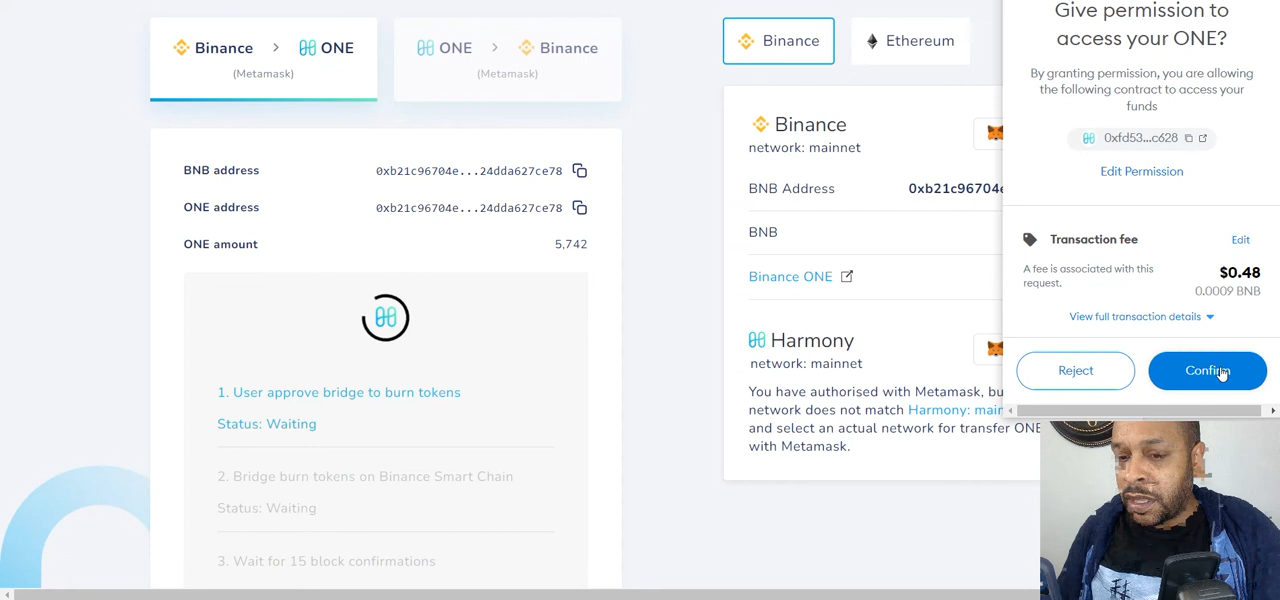 Binance > ONE
(Metamask)
ONE > Binance
(Metamask)
BNB address 0xb21c96704e...24dda627ce78
ONE address 0xb21c96704e...24dda627ce78
ONE amount 5,742
1. User approve bridge to burn tokens
Status: Waiting
2. Bridge burn tokens on Binance Smart Chain
Status: Waiting
3. Wait for 15 block confirmations
Binance
Ethereum
Binance
network: mainnet
BNB Address 0xb21c96704e
BNB
Binance ONE
Harmony
network: mainnet
You have authorised with Metamask, bu
network does not match Harmony: main
and select an actual network for transfer ONE
with Metamask.
Give permission to
access your ONE?
By granting permission, you are allowing
the following contract to access your
funds
0xfd53...c628
Edit Permission
Transaction fee Edit
A fee is associated with this
request.
$0.48
0.0009 BNB
View full transaction details
Reject
Confirm